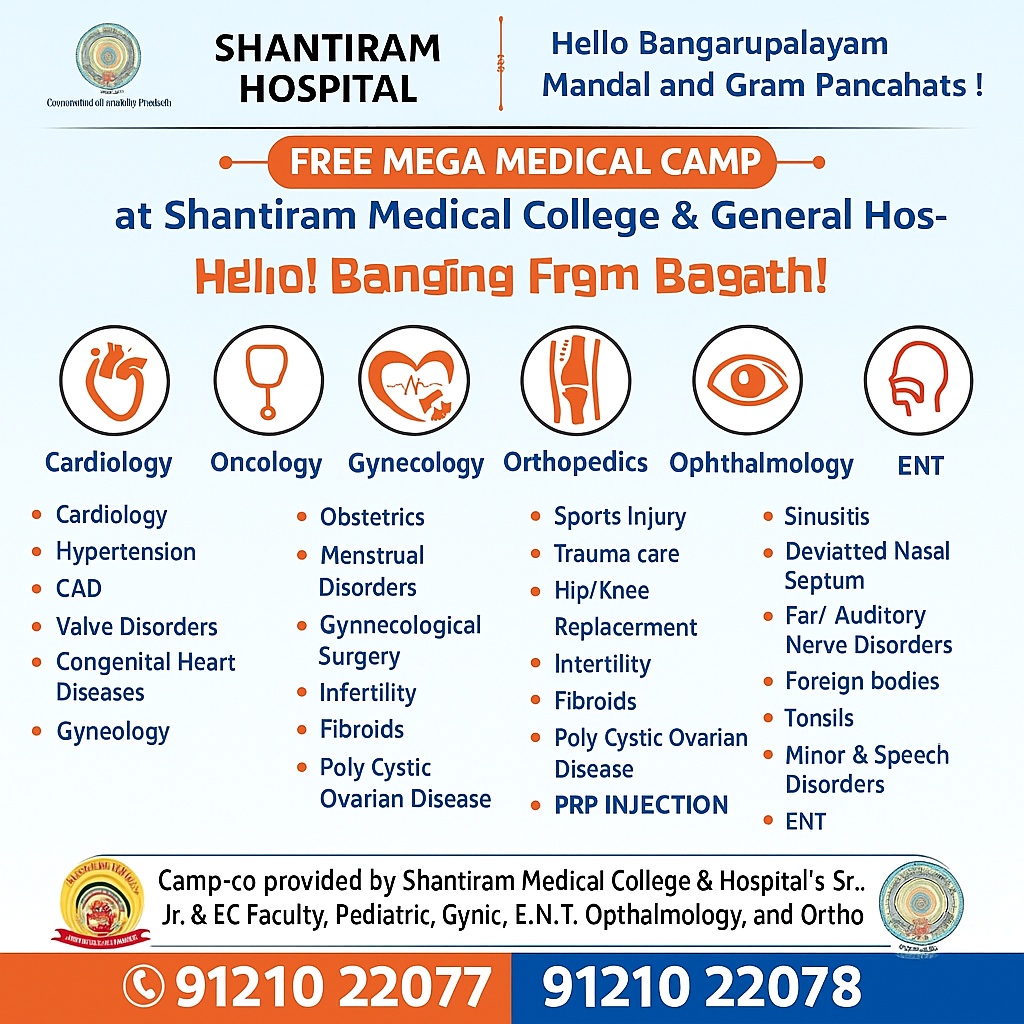 SHANTIRAM
HOSPITAL
Hello Bangarupalayam
Mandal and Gram Pancahats !
FREE MEGA MEDICAL CAMP
at Shantiram Medical College & General Hos-
Hello! Banging From Bagath!
Cardiology
Oncology
Gynecology
Orthopedics
Ophthalmology
ENT
• Cardiology
• Hypertension
• CAD
• Valve Disorders
• Congenital Heart
Diseases
• Gyneology
• Obstetrics
• Menstrual
Disorders
• Gynnecological
Surgery
• Infertility
• Fibroids
• Poly Cystic
Ovarian Disease
• Sports Injury
• Trauma care
• Hip/Knee
Replacerment
• Intertility
• Fibroids
• Poly Cystic Ovarian
Disease
• PRP INJECTION
• Sinusitis
• Deviatted Nasal
Septum
• Far/ Auditory
Nerve Disorders
• Foreign bodies
• Tonsils
• Minor & Speech
Disorders
• ENT
Camp-co provided by Shantiram Medical College & Hospital's Sr..
Jr. & EC Faculty, Pediatric, Gynic, E.N.T. Opthalmology, and Ortho
91210 22077
91210 22078